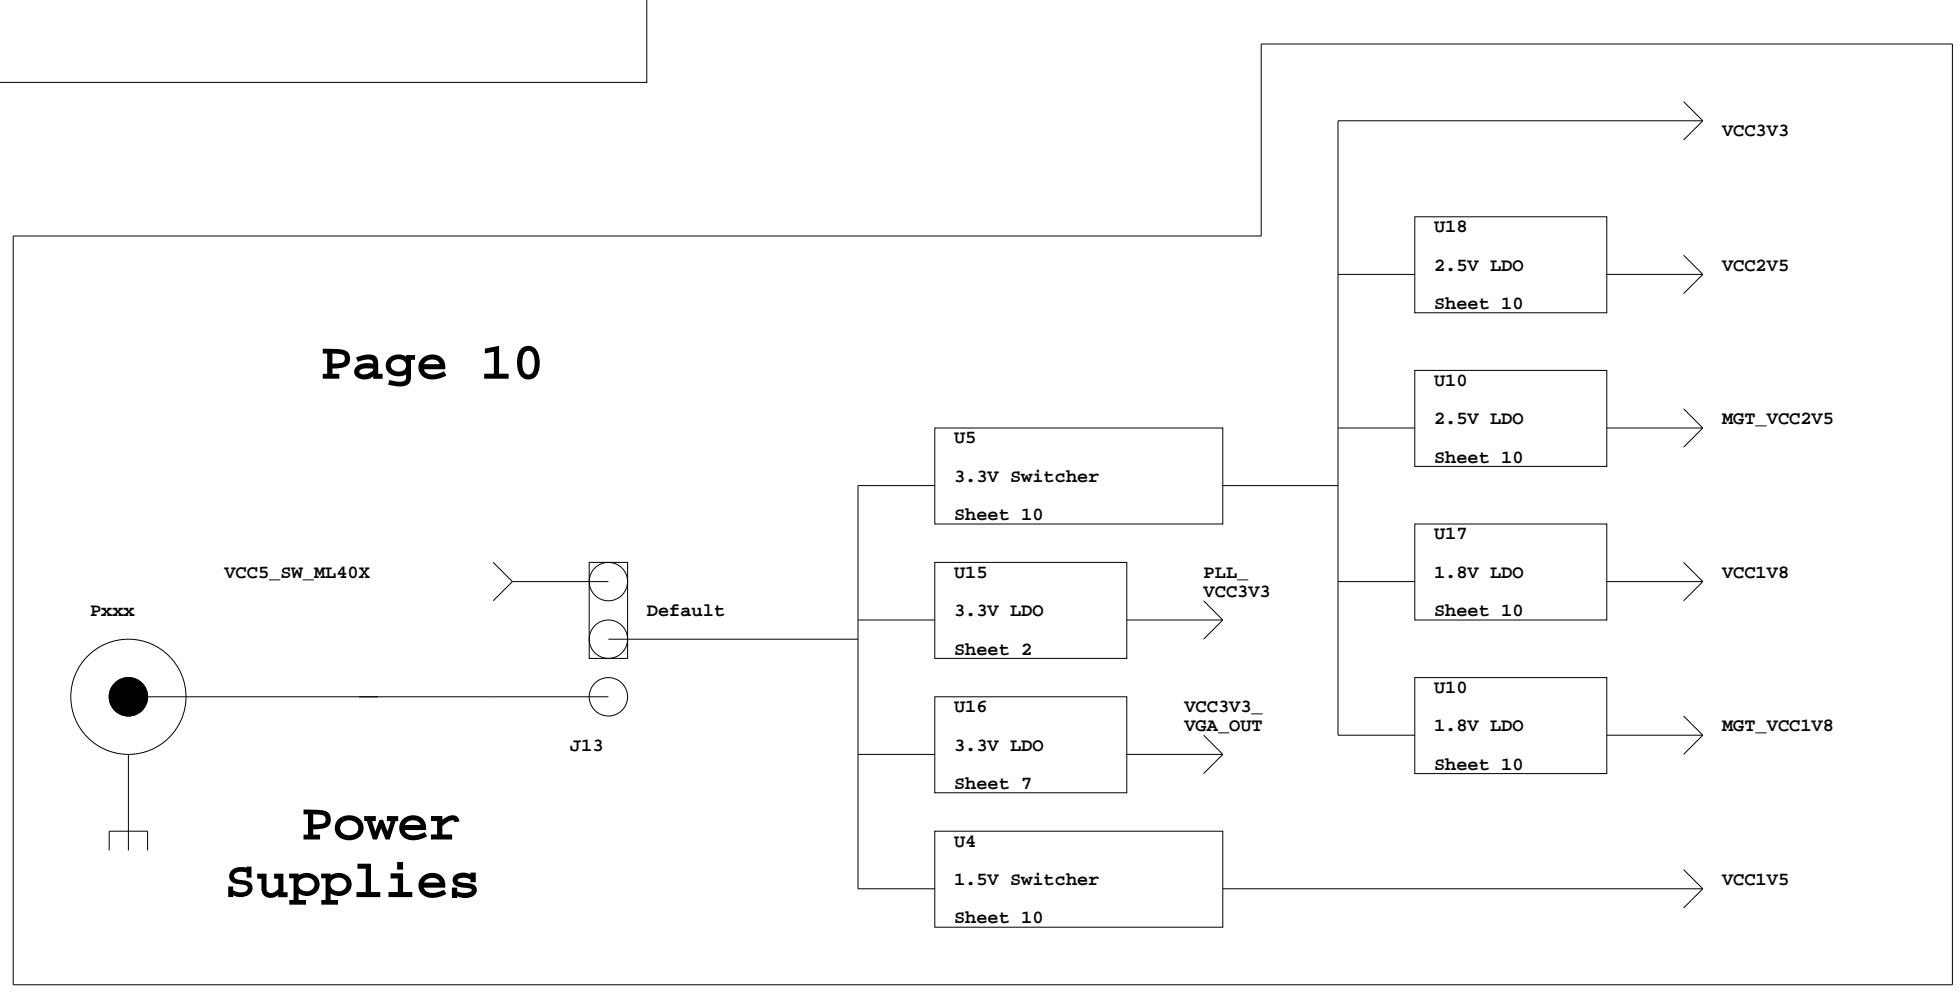 VCC3V3
U18
2.5V LDO
Sheet 10
VCC2V5
Page 10
U10
2.5V LDO
Sheet 10
MGT_VCC2V5
U5
3.3V Switcher
Sheet 10
U17
1.8V LDO
Sheet 10
VCC1V8
VCC5_SW_ML40X
Pxxx
Default
U15
3.3V LDO
Sheet 2
PLL_
VCC3V3
J13
U16
3.3V LDO
Sheet 7
VCC3V3_
VGA_OUT
U10
1.8V LDO
Sheet 10
MGT_VCC1V8
Power
Supplies
U4
1.5V Switcher
Sheet 10
VCC1V5